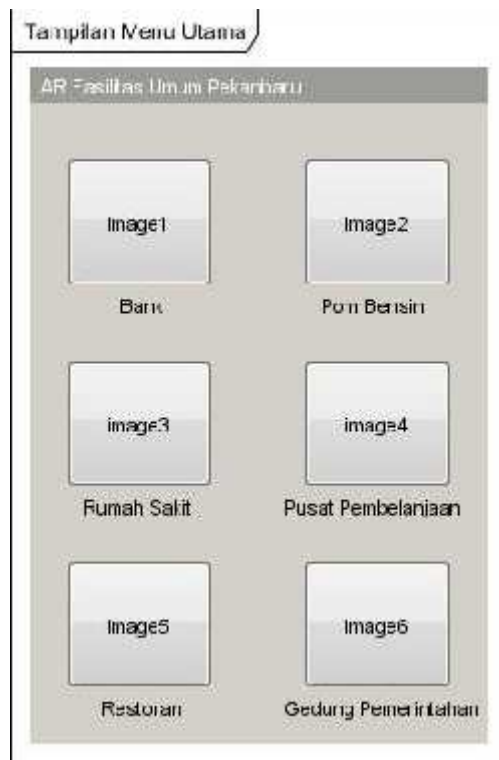 Tampilan Menu Utama
AR Fasilitas Umum Pekanbaru
Image1
Image2
Bank
Pom Bensin
image3
image4
Rumah Sakit
Pusat Pembelanjaan
Image5
Image6
Restoran
Gedung Pemerintahan